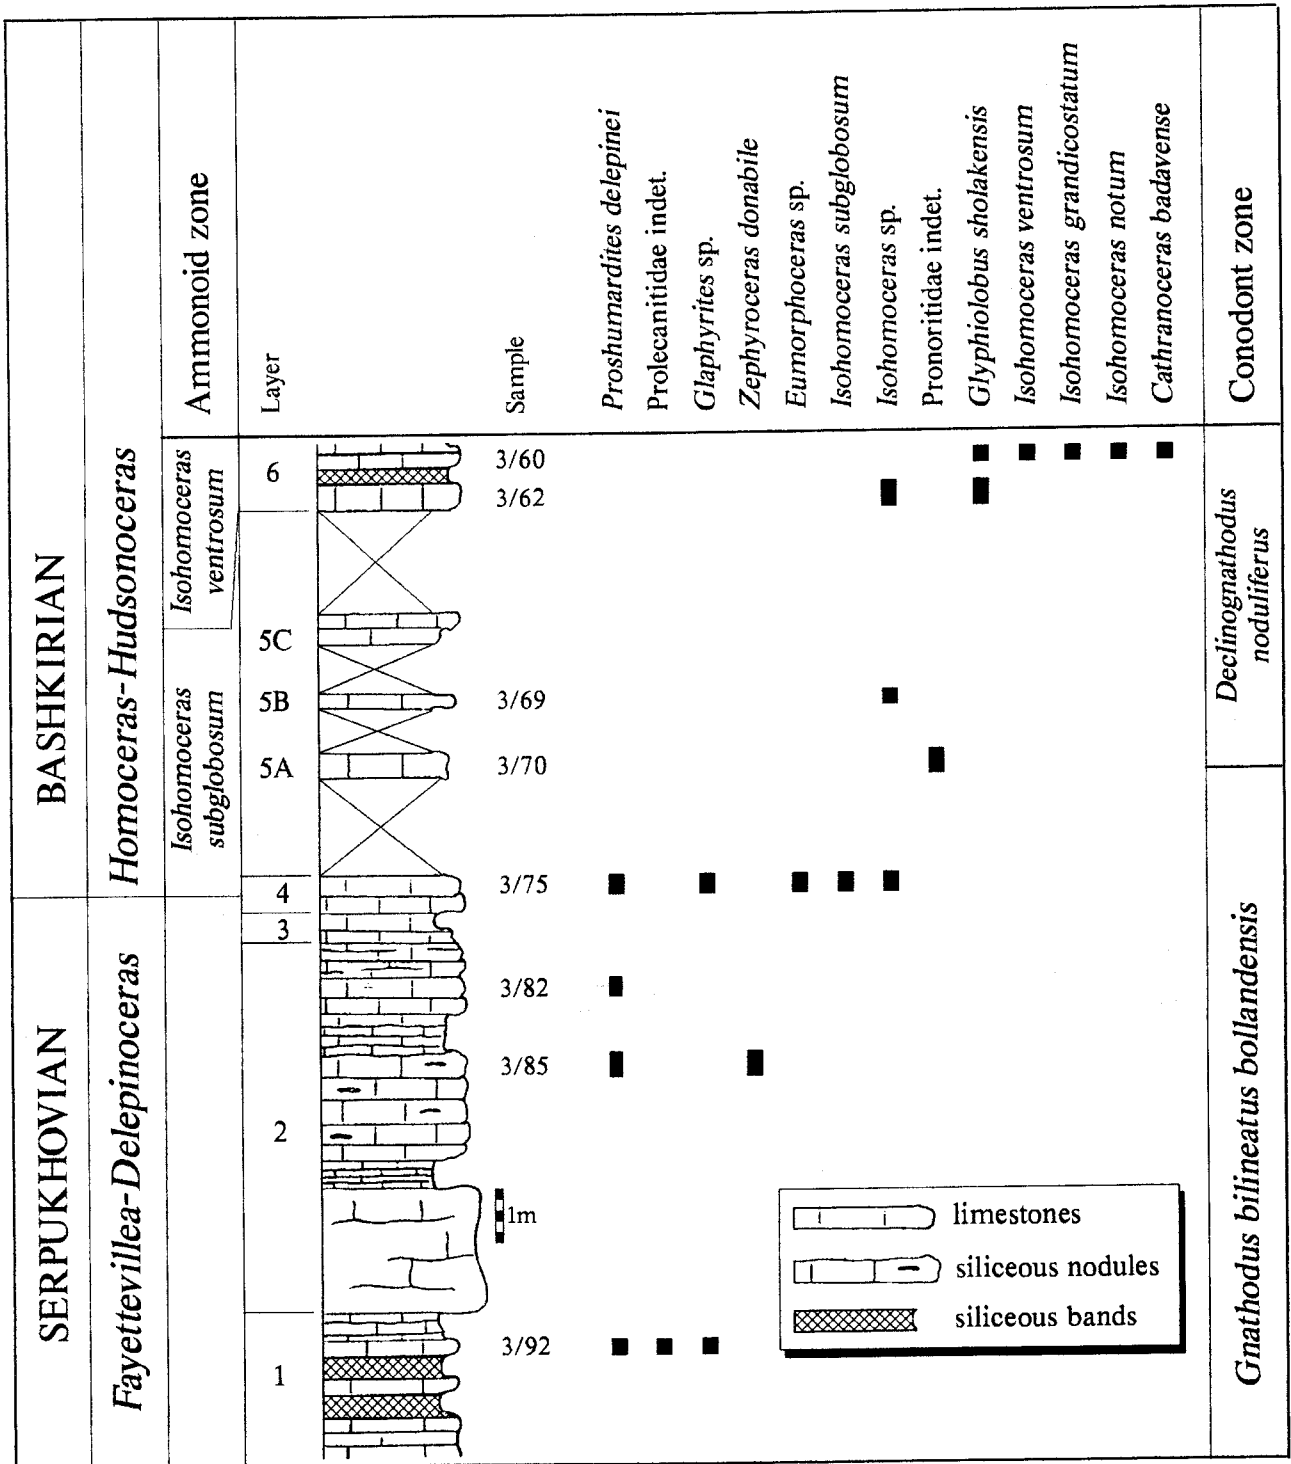 BASHKIRIAN
SERPUKHOVIAN
Homoceras-Hudsonoceras
Fayettevillea-Delepinoceras
Ammonoid zone
Isohomoceras
ventrosum
Isohomoceras
subglobosum
Layer
6
5C
5B
5A
4
3
2
1
Sample
3/60
3/62
3/69
3/70
3/75
3/82
3/85
3/92
1m
Proshumardites delepinei
Prolecanitidae indet.
Glaphyrites sp.
Zephyroceras donabile
Eumorphoceras sp.
Isohomoceras subglobosum
Isohomoceras sp.
Pronoritidae indet.
Glyphiolobus sholakensis
Isohomoceras ventrosum
Isohomoceras grandicostatum
Isohomoceras notum
Cathranoceras badavense
Conodont zone
Declinognathodus
noduliferus
Gnathodus bilineatus bollandensis
limestones
siliceous nodules
siliceous bands